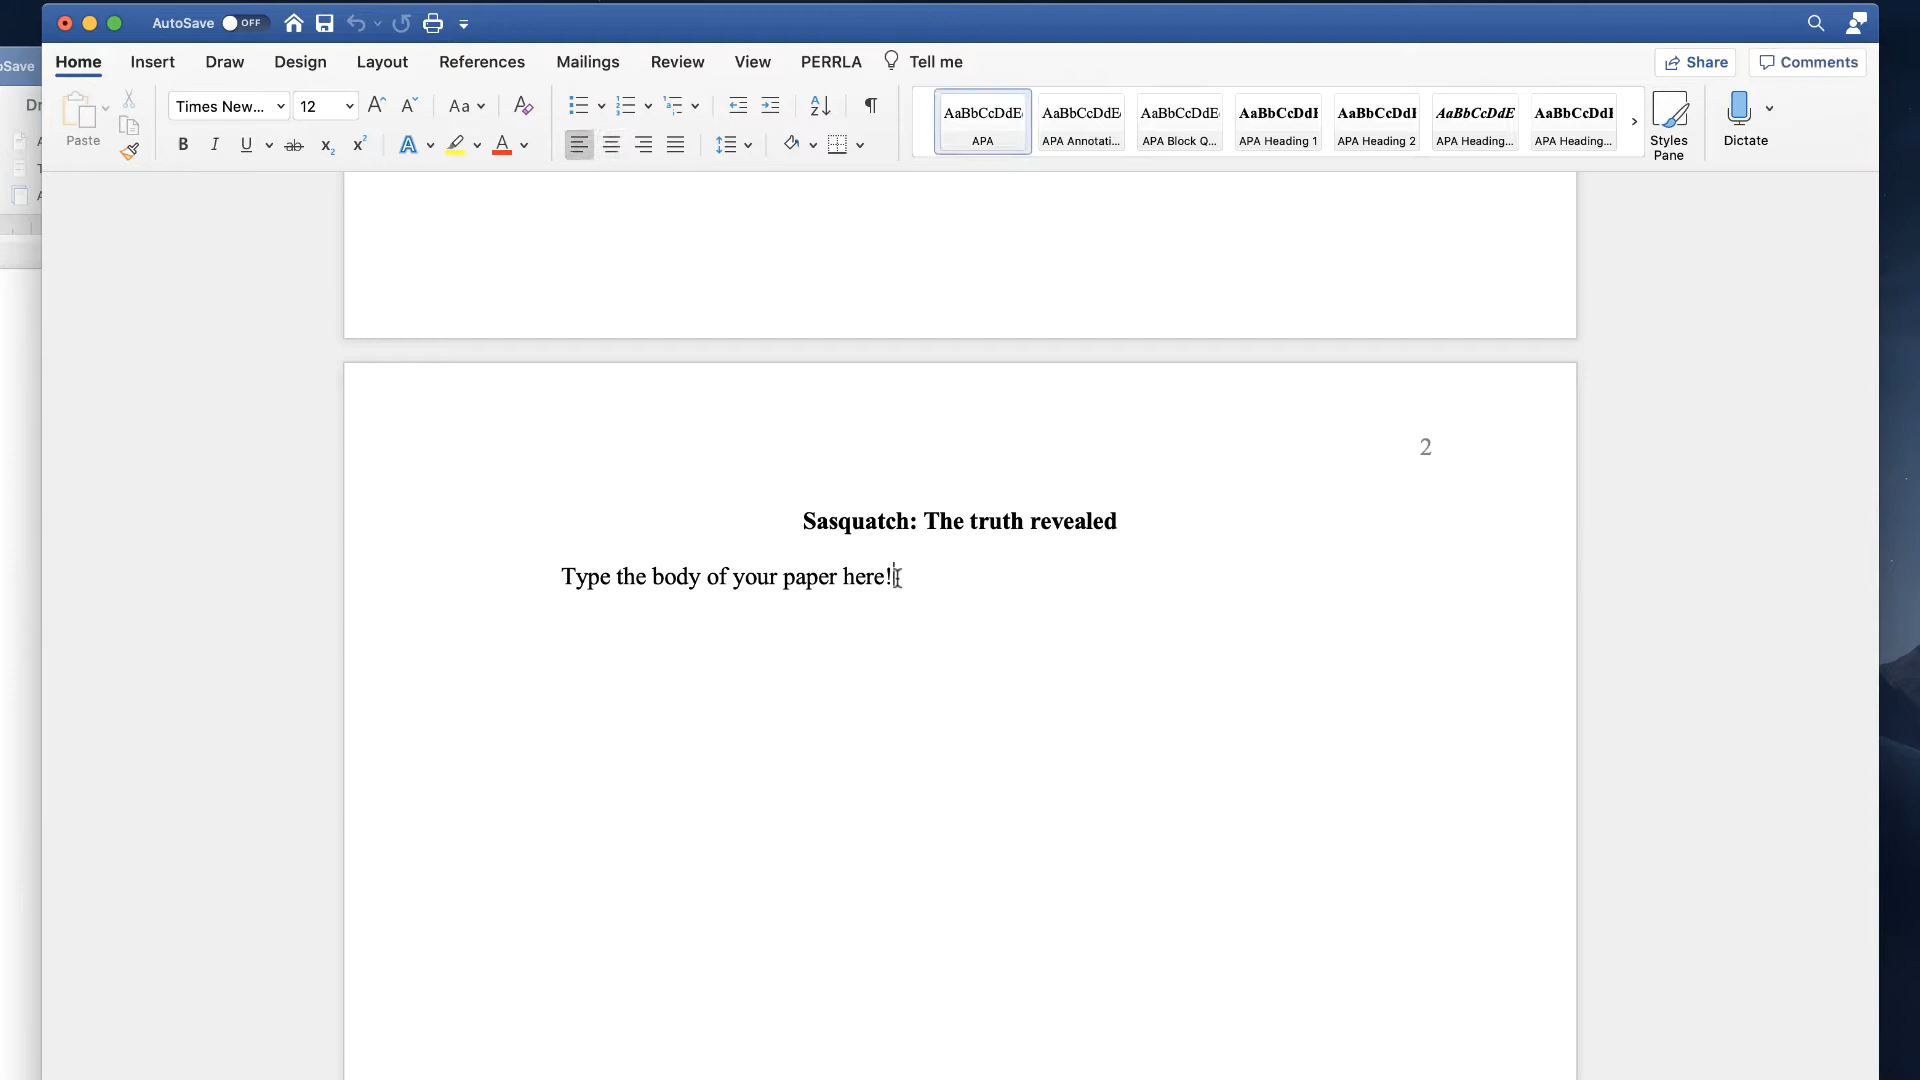 AutoSave OFF
oSave
Home Insert Draw Design Layout References Mailings Review View PERRLA Tell me Share Comments
Dr
Paste
Times New... 12 Aa
AaBbCcDdE AaBbCcDdE AaBbCcDdE AaBbCcDdI AaBbCcDdI AaBbCcDdE AaBbCcDdI
APA APA Annotati... APA Block Q... APA Heading 1 APA Heading 2 APA Heading... APA Heading...
Styles Pane
Dictate
2
Sasquatch: The truth revealed
Type the body of your paper here!